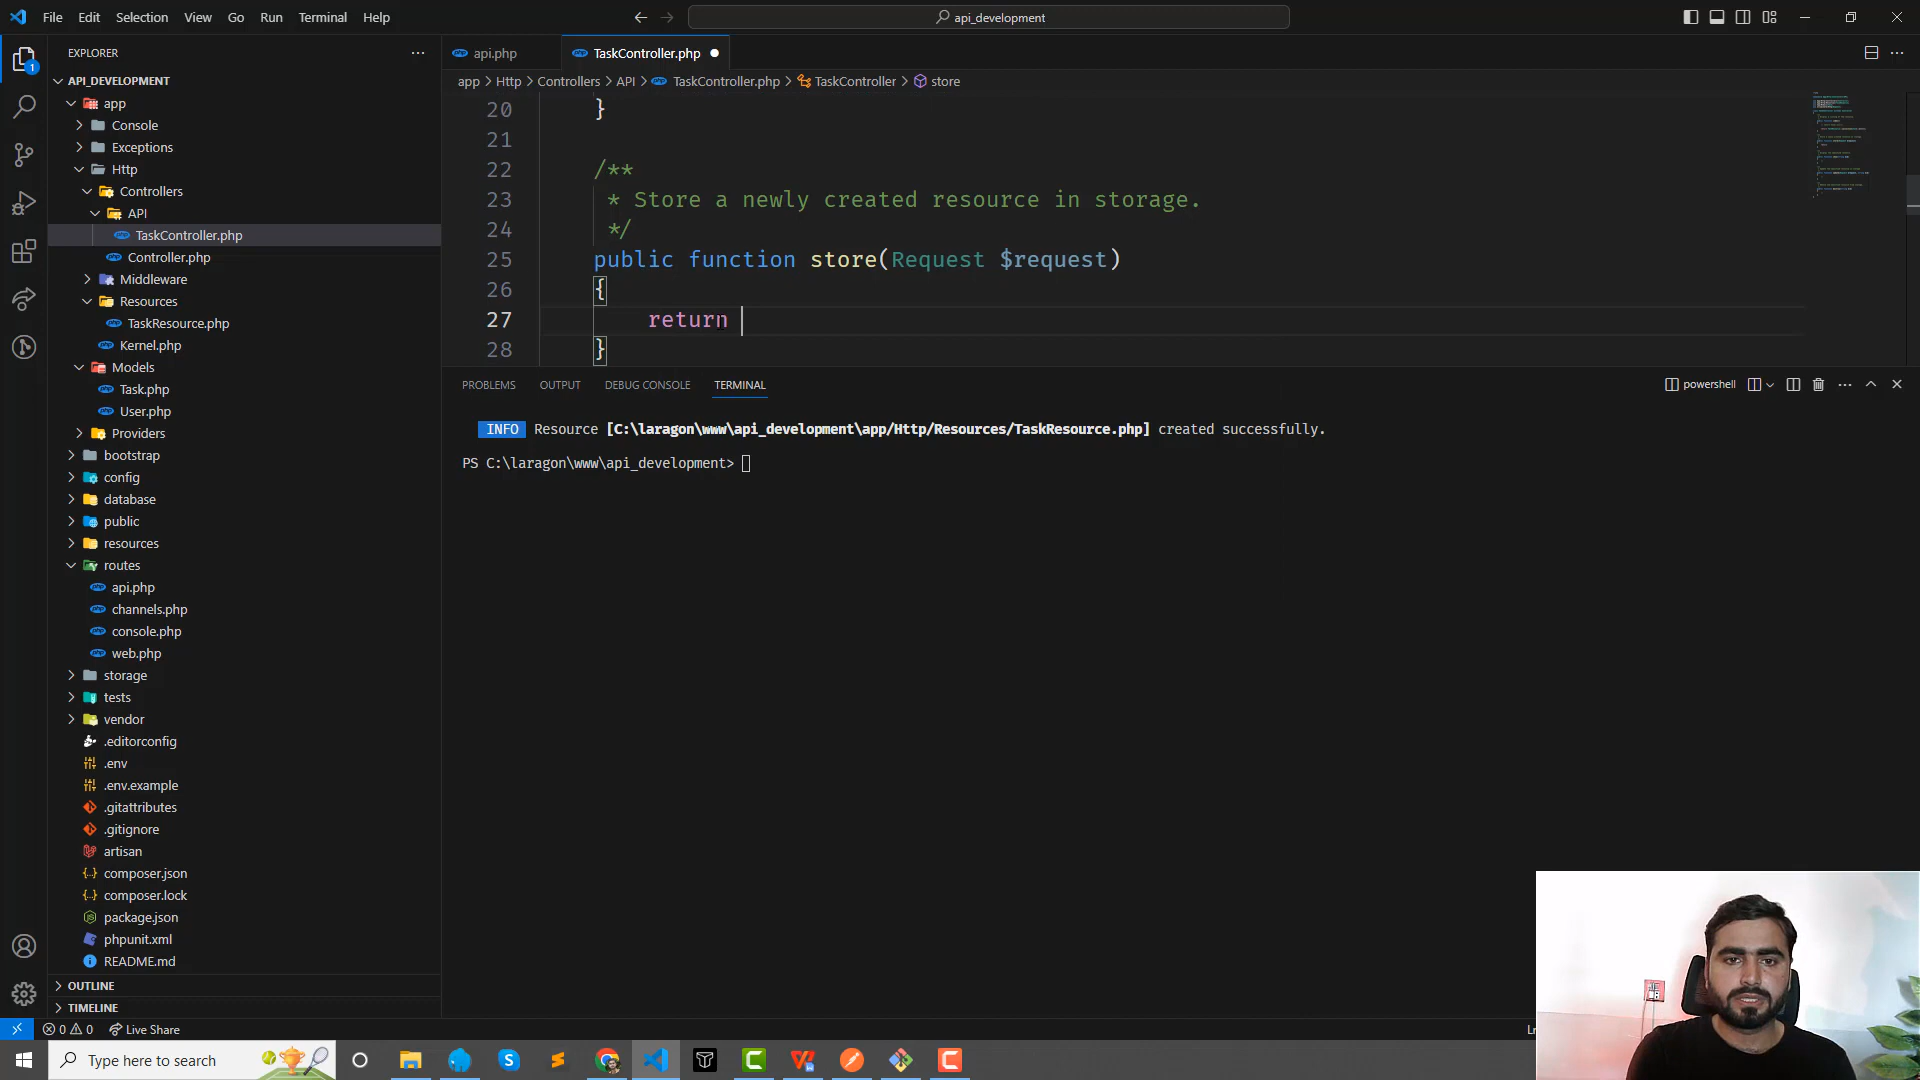 File Edit Selection View Go Run Terminal Help
api_development
EXPLORER
API_DEVELOPMENT
app
Console
Exceptions
Http
Controllers
API
TaskController.php
Controller.php
Middleware
Resources
TaskResource.php
Kernel.php
Models
Task.php
User.php
Providers
bootstrap
config
database
public
resources
routes
api.php
channels.php
console.php
web.php
storage
tests
vendor
.editorconfig
.env
.env.example
.gitattributes
.gitignore
artisan
composer.json
composer.lock
package.json
phpunit.xml
README.md
OUTLINE
TIMELINE
api.php TaskController.php
app > Http > Controllers > API > TaskController.php > TaskController > store
20 }
21
22 /**
23 * Store a newly created resource in storage.
24 */
25 public function store(Request $request)
26 {
27 return
28 }
PROBLEMS OUTPUT DEBUG CONSOLE TERMINAL powershell
INFO Resource [C:\laragon\www\api_development\app/Http/Resources/TaskResource.php] created successfully.
PS C:\laragon\www\api_development>
0 0 Live Share
Type here to search